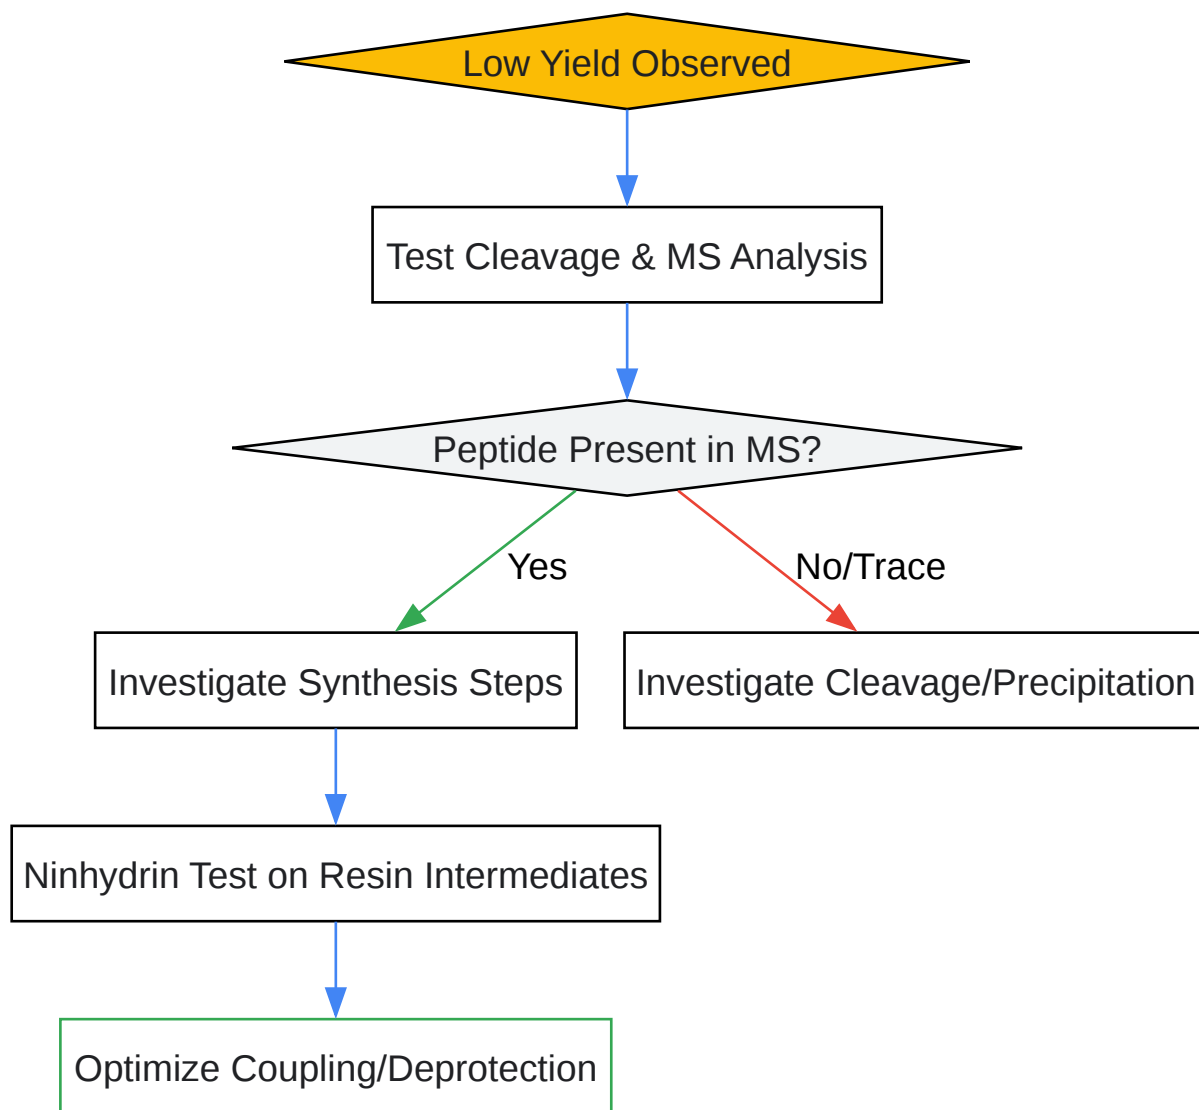 Low Yield Observed
Test Cleavage & MS Analysis
Peptide Present in MS?
Yes
No/Trace
Investigate Synthesis Steps
Investigate Cleavage/Precipitation
Ninhydrin Test on Resin Intermediates
Optimize Coupling/Deprotection